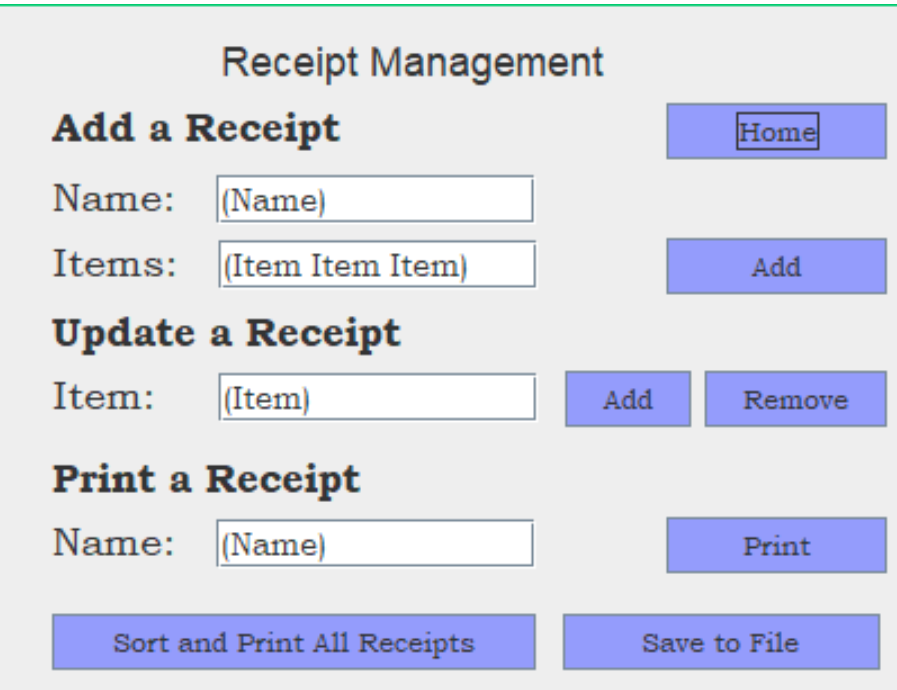 Receipt Management
Add a Receipt
Home
Name: (Name)
Items: (Item Item Item) Add
Update a Receipt
Item: (Item) Add Remove
Print a Receipt
Name: (Name) Print
Sort and Print All Receipts Save to File